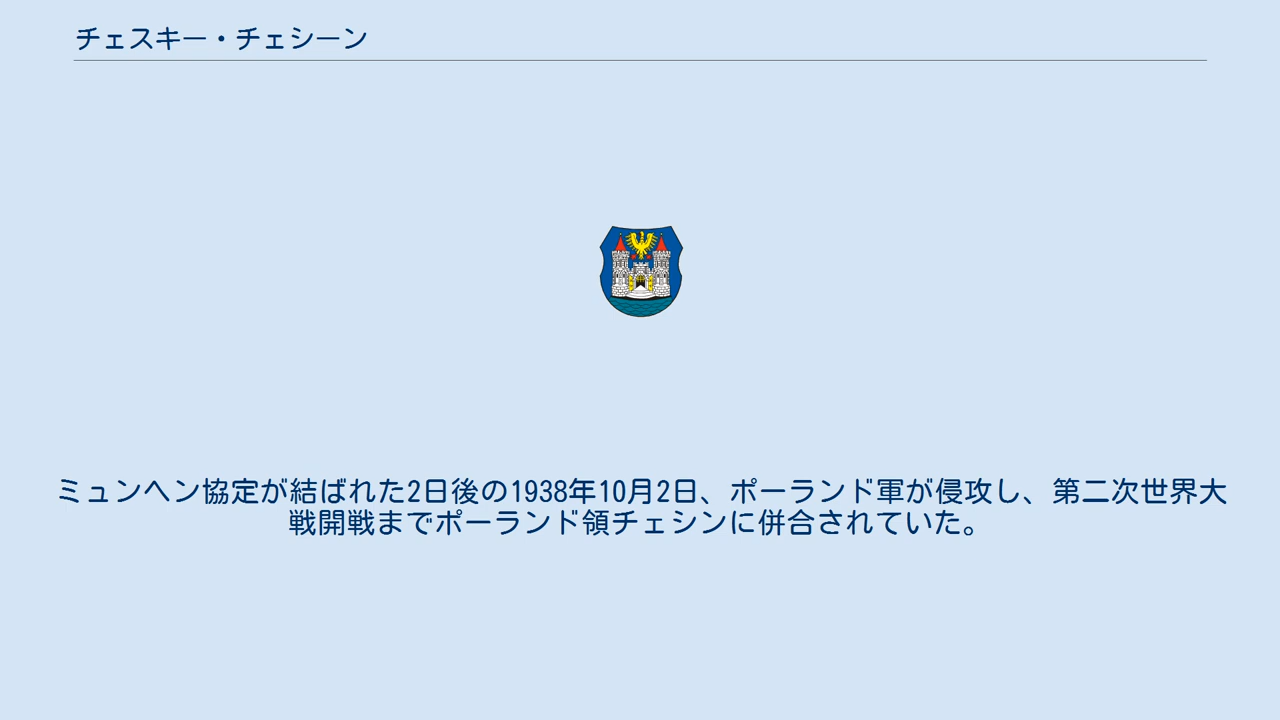 チェスキー・チェシーン
ミュンヘン協定が結ばれた2日後の1938年10月2日、ポーランド軍が侵攻し、第二次世界大
戦開戦までポーランド領チェシンに併合されていた。